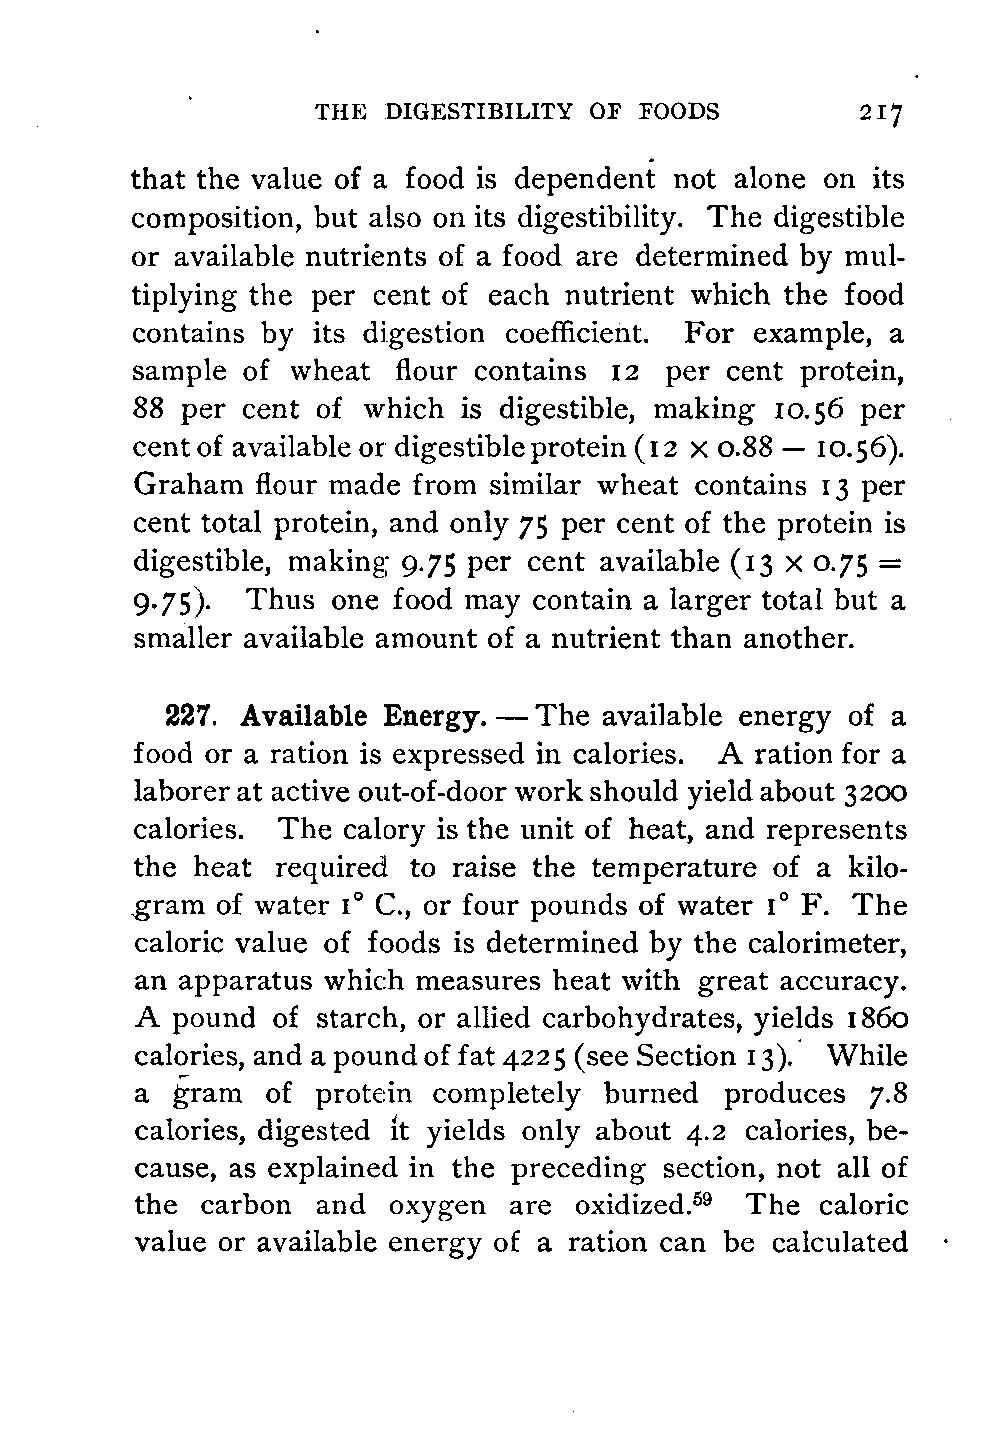 THE DIGESTIBILITY OF FOODS 217
that the value of a food is dependent not alone on its
composition, but also on its digestibility. The digestible
or available nutrients of a food are determined by mul-
tiplying the per cent of each nutrient which the food
contains by its digestion coefficient. For example, a
sample of wheat flour contains 12 per cent protein,
88 per cent of which is digestible, making 10.56 per
cent of available or digestible protein (12 × 0.88 — 10.56).
Graham flour made from similar wheat contains 13 per
cent total protein, and only 75 per cent of the protein is
digestible, making 9.75 per cent available (13 × 0.75 =
9.75). Thus one food may contain a larger total but a
smaller available amount of a nutrient than another.
227. Available Energy. — The available energy of a
food or a ration is expressed in calories. A ration for a
laborer at active out-of-door work should yield about 3200
calories. The calory is the unit of heat, and represents
the heat required to raise the temperature of a kilo-
gram of water 1° C., or four pounds of water 1° F. The
caloric value of foods is determined by the calorimeter,
an apparatus which measures heat with great accuracy.
A pound of starch, or allied carbohydrates, yields 1860
calories, and a pound of fat 4225 (see Section 13). While
a gram of protein completely burned produces 7.8
calories, digested it yields only about 4.2 calories, be-
cause, as explained in the preceding section, not all of
the carbon and oxygen are oxidized.⁵⁹ The caloric
value or available energy of a ration can be calculated